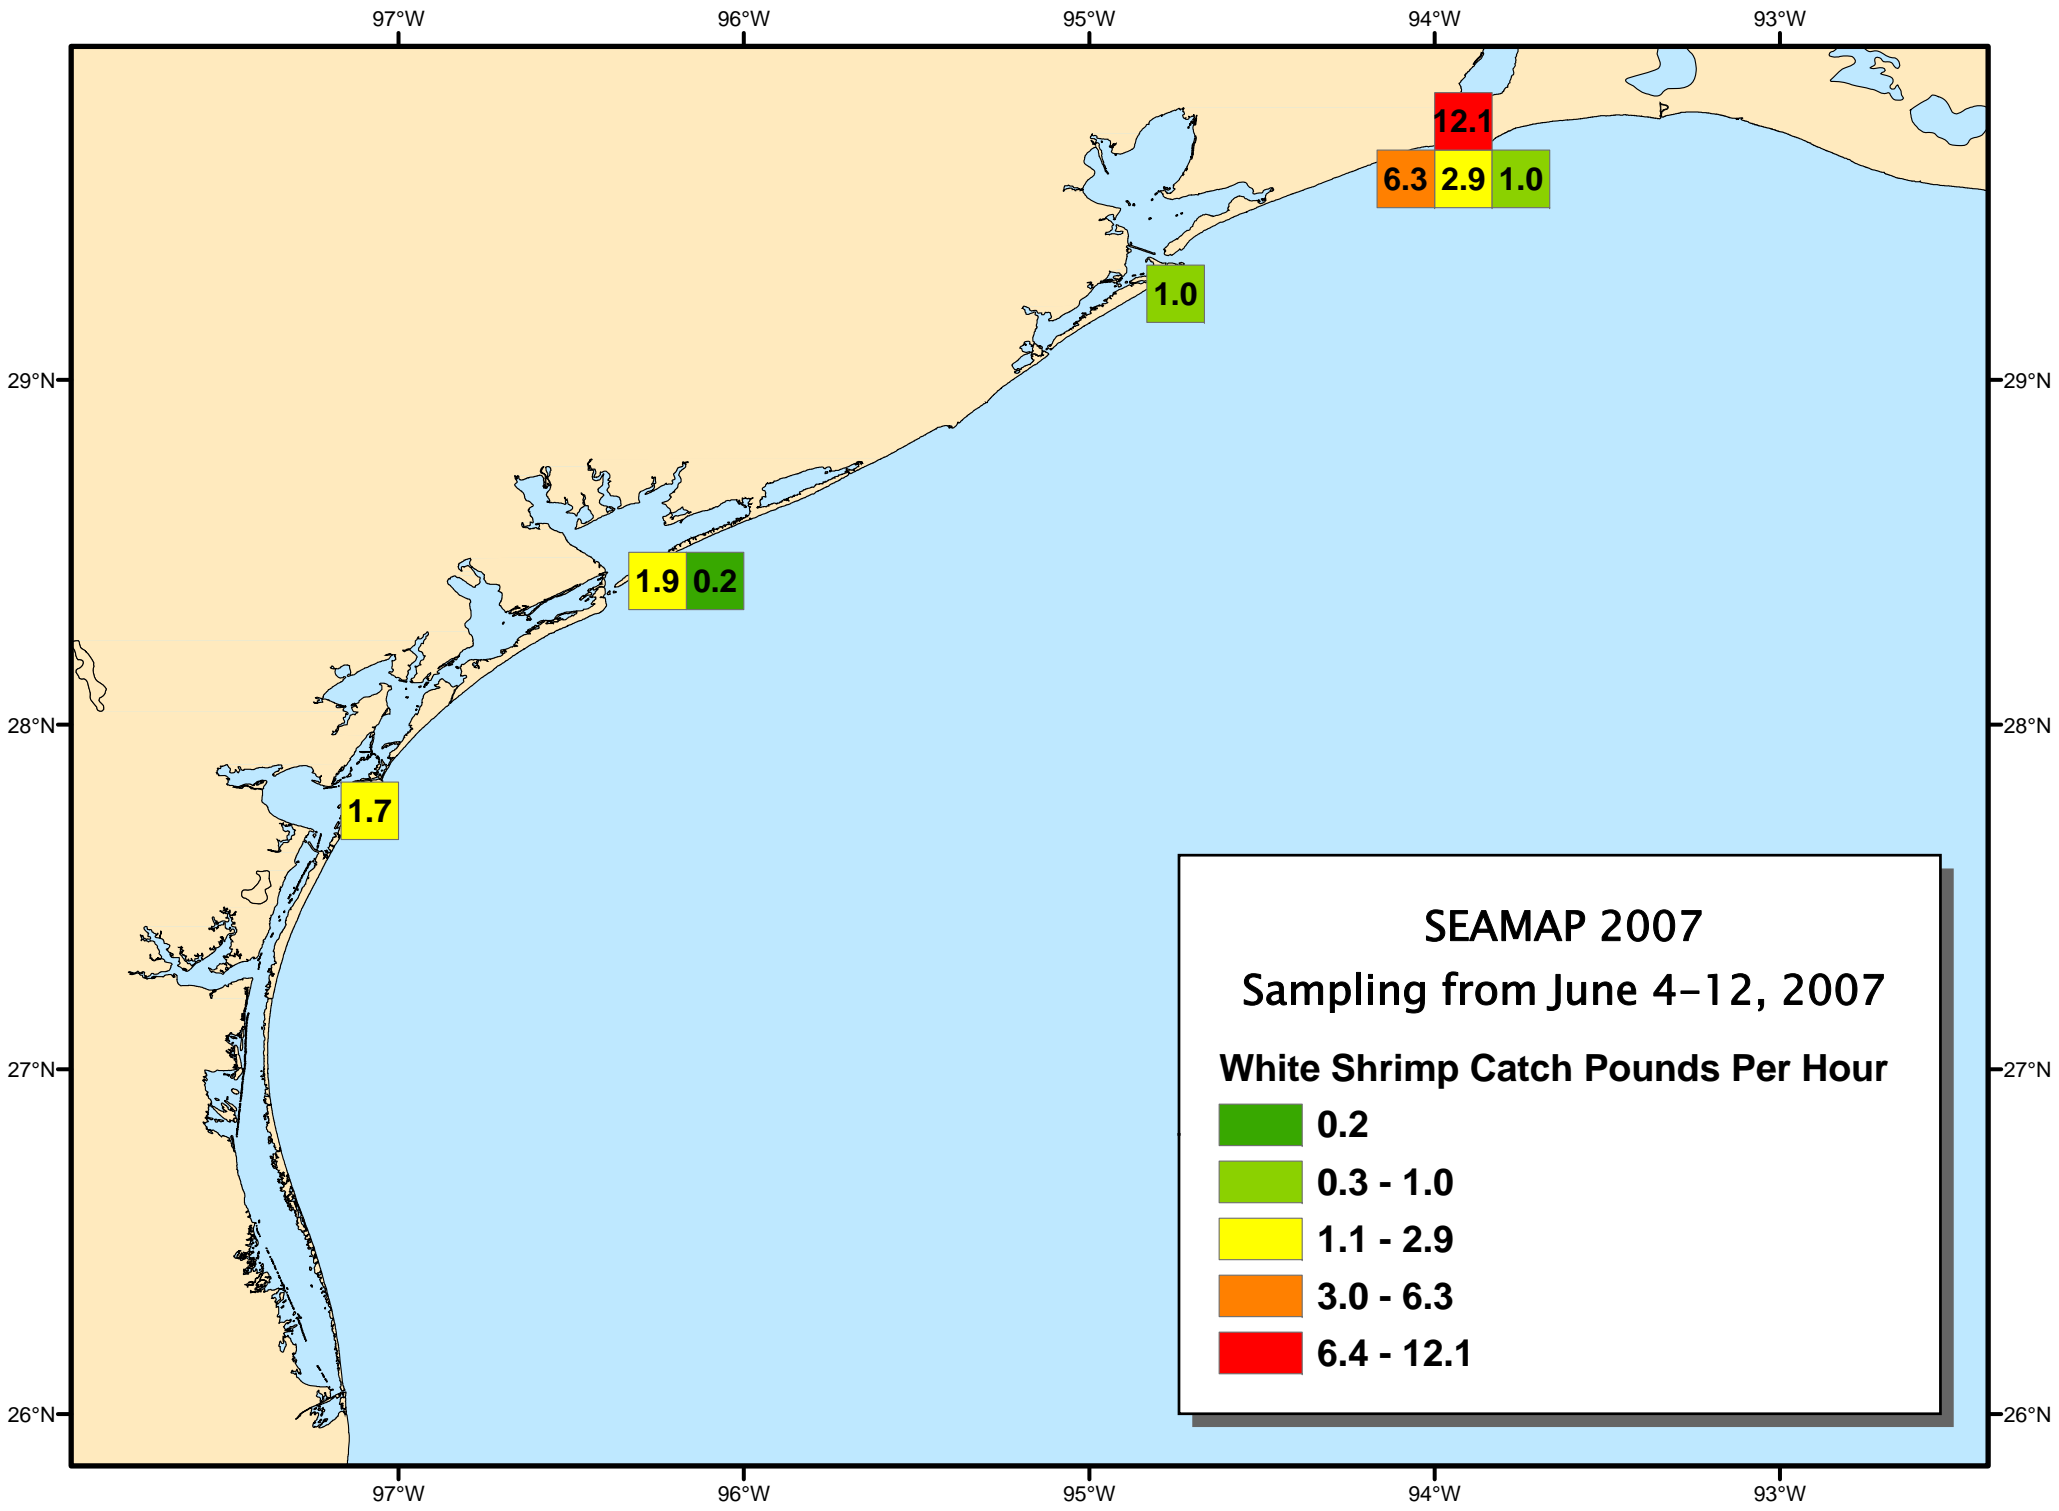 97°W 96°W 95°W 94°W 93°W
12.1
6.3 2.9 1.0
1.0
29°N 29°N
1.9 0.2
28°N 28°N
1.7
SEAMAP 2007
Sampling from June 4-12, 2007
White Shrimp Catch Pounds Per Hour
0.2
0.3 - 1.0
1.1 - 2.9
3.0 - 6.3
6.4 - 12.1
27°N 27°N
26°N 26°N
97°W 96°W 95°W 94°W 93°W